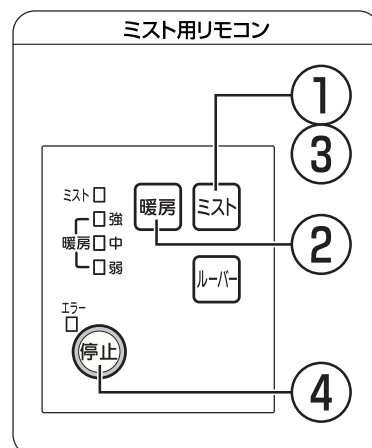 ミスト用リモコン
①
③
ミスト
強
暖房
ミスト
暖房
中
②
弱
ルーバー
エラー
停止
④